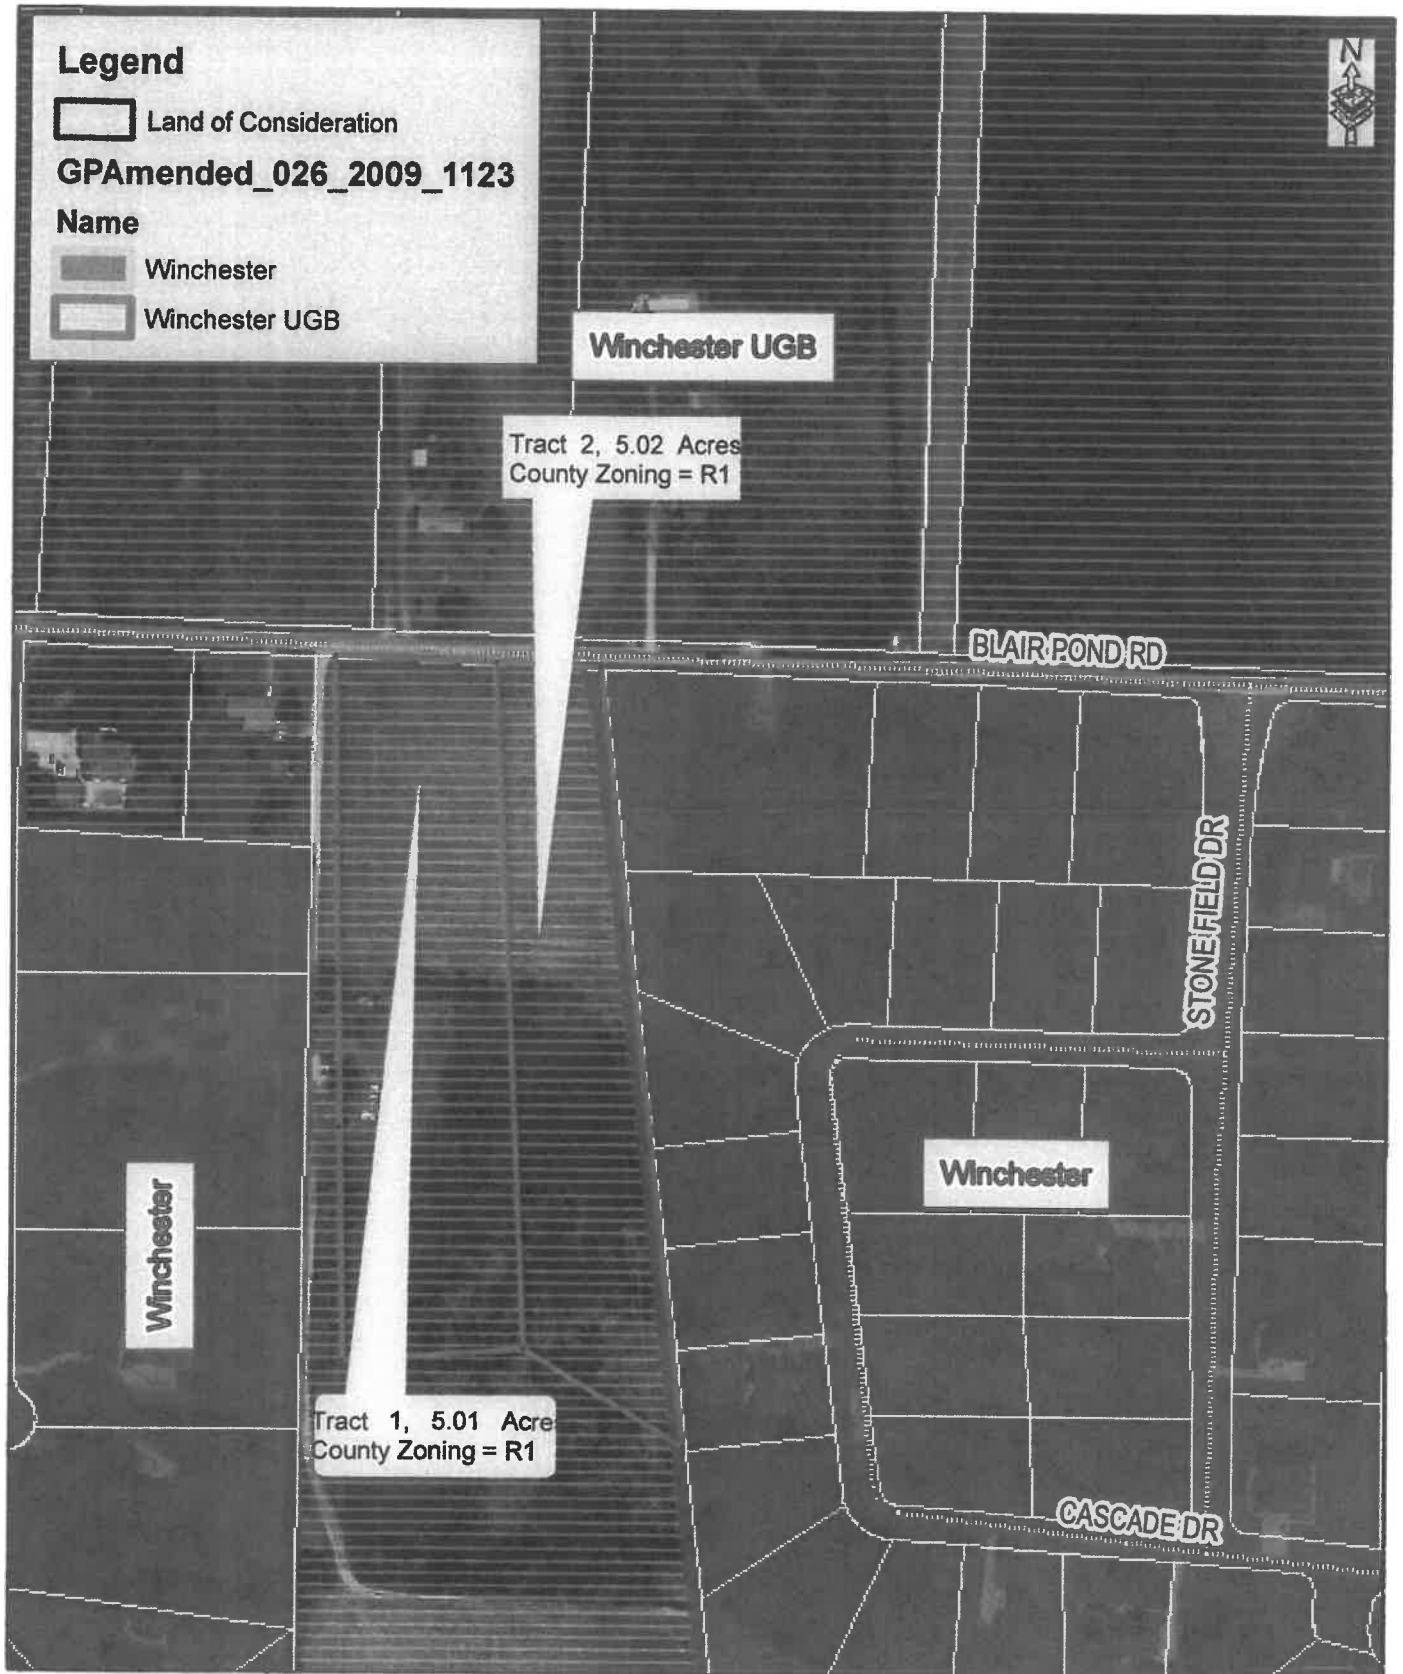 Legend
Land of Consideration
GPAmended_026_2009_1123
Name
Winchester
Winchester UGB
N
Winchester UGB
Tract 2, 5.02 Acres
County Zoning = R1
BLAIR POND RD
STONE FIELD DR
Winchester
Winchester
Tract 1, 5.01 Acre
County Zoning = R1
CASCADE DR